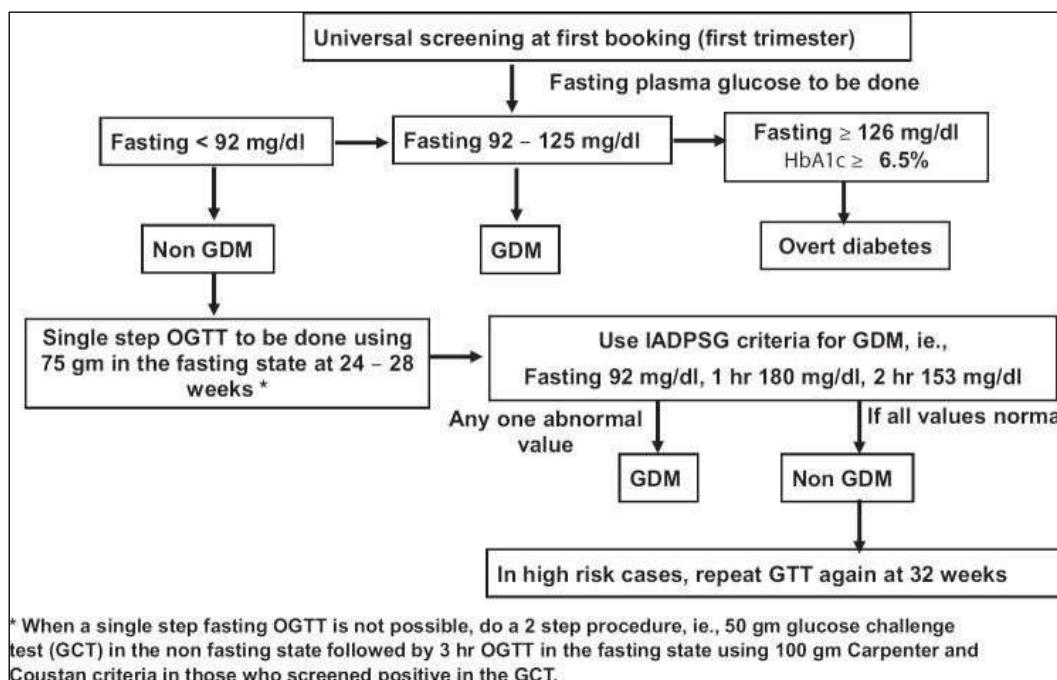 Universal screening at first booking (first trimester)
Fasting plasma glucose to be done
Fasting < 92 mg/dl
Fasting 92 – 125 mg/dl
Fasting ≥ 126 mg/dl
HbA1c ≥ 6.5%
Non GDM
GDM
Overt diabetes
Single step OGTT to be done using
75 gm in the fasting state at 24 – 28
weeks *
Use IADPSG criteria for GDM, ie.,
Fasting 92 mg/dl, 1 hr 180 mg/dl, 2 hr 153 mg/dl
Any one abnormal
value
If all values norma
GDM
Non GDM
In high risk cases, repeat GTT again at 32 weeks
* When a single step fasting OGTT is not possible, do a 2 step procedure, ie., 50 gm glucose challenge
test (GCT) in the non fasting state followed by 3 hr OGTT in the fasting state using 100 gm Carpenter and
Coustan criteria in those who screened positive in the GCT.